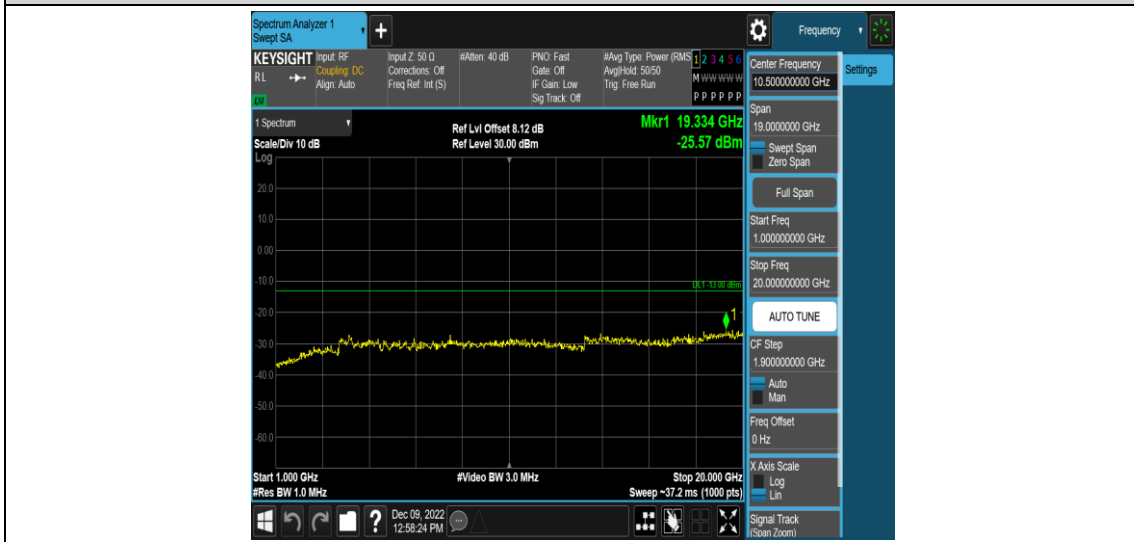 Spectrum Analyzer 1
Swept SA
+
Frequency
KEYSIGHT
RL
Input: RF
Coupling: DC
Align: Auto
Input Z: 50 Ω
Corrections: Off
Freq Ref: Int (S)
#Atten: 40 dB
PNO: Fast
Gate: Off
IF Gain: Low
Sig Track: Off
#Avg Type: Power (RMS
Avg|Hold: 50/50
Trig: Free Run
1 2 3 4 5 6
M W W W W W
P P P P P P
1 Spectrum
Ref Lvl Offset 8.12 dB
Mkr1 19.334 GHz
Scale/Div 10 dB
Ref Level 30.00 dBm
-25.57 dBm
Log
20.0
10.0
0.00
DL1 -13.00 dBm
-10.0
-20.0
1
-30.0
-40.0
-50.0
-60.0
Start 1.000 GHz
#Video BW 3.0 MHz
Stop 20.000 GHz
#Res BW 1.0 MHz
Sweep ~37.2 ms (1000 pts)
?
Dec 09, 2022
12:58:24 PM
Center Frequency
10.500000000 GHz
Settings
Span
19.0000000 GHz
Swept Span
Zero Span
Full Span
Start Freq
1.000000000 GHz
Stop Freq
20.000000000 GHz
AUTO TUNE
CF Step
1.900000000 GHz
Auto
Man
Freq Offset
0 Hz
X Axis Scale
Log
Lin
Signal Track
(Span Zoom)